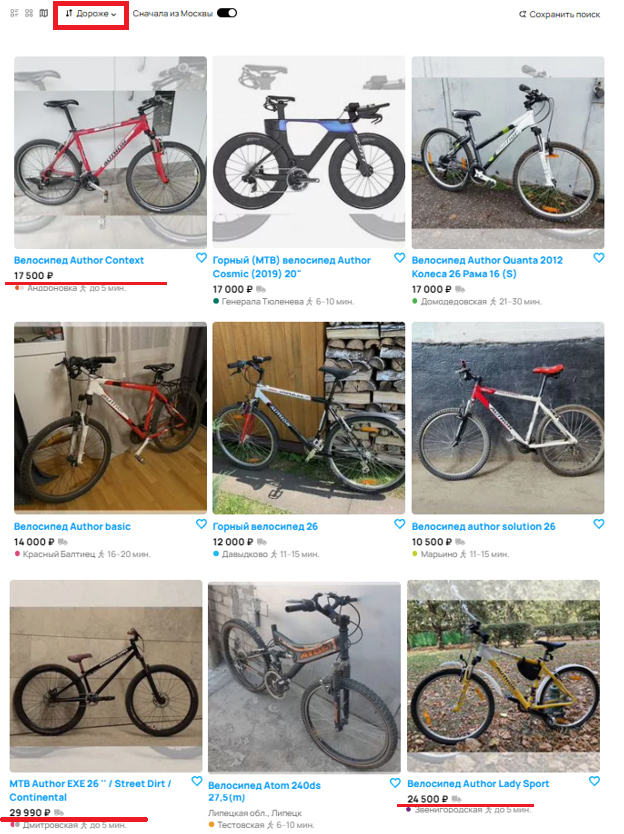 Дороже
Сначала из Москвы
Сохранить поиск
Велосипед Author Context
17 500 ₽
Андроновка до 5 мин.
Горный (MTB) велосипед Author
Cosmic (2019) 20"
17 000 ₽
Генерала Тюленева 6–10 мин.
Велосипед Author Quanta 2012
Колеса 26 Рама 16 (S)
17 000 ₽
Домодедовская 21–30 мин.
Велосипед Author basic
14 000 ₽
Красный Балтиец 16–20 мин.
Горный велосипед 26
12 000 ₽
Давыдково 11–15 мин.
Велосипед author solution 26
10 500 ₽
Марьино 11–15 мин.
MTB Author EXE 26 '' / Street Dirt /
Continental
29 990 ₽
Дмитровская до 5 мин.
Велосипед Atom 240ds
27,5(m)
Липецкая обл., Липецк
Тестовская 6–10 мин.
Велосипед Author Lady Sport
24 500 ₽
Звенигородская до 5 мин.